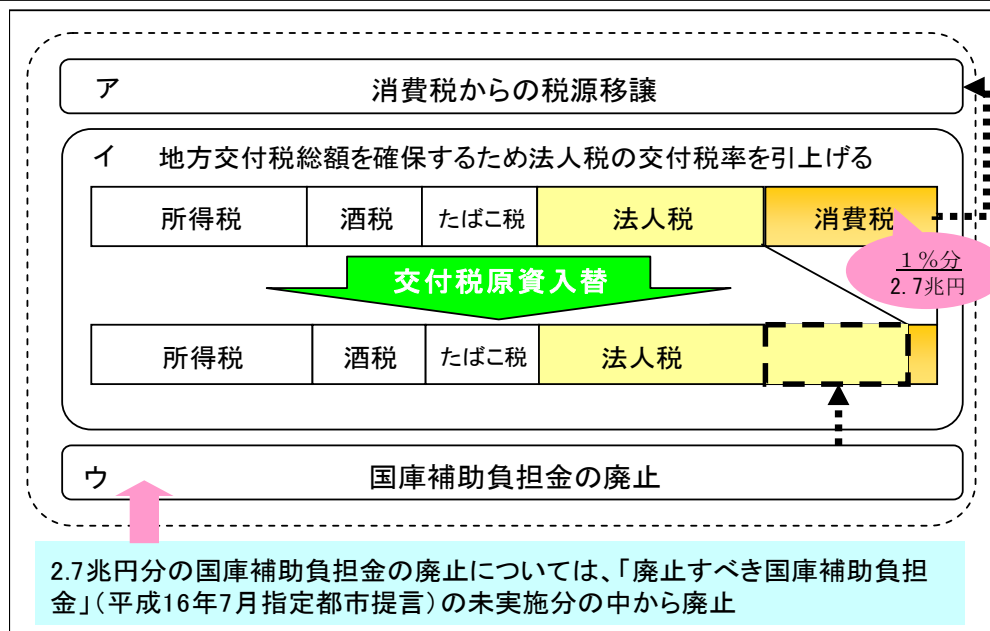 ア 消費税からの税源移譲
イ 地方交付税総額を確保するため法人税の交付税率を引上げる
所得税 酒税 たばこ税 法人税 消費税
1％分
2.7兆円
交付税原資入替
所得税 酒税 たばこ税 法人税
ウ 国庫補助負担金の廃止
2.7兆円分の国庫補助負担金の廃止については、「廃止すべき国庫補助負担
金」(平成16年7月指定都市提言)の未実施分の中から廃止